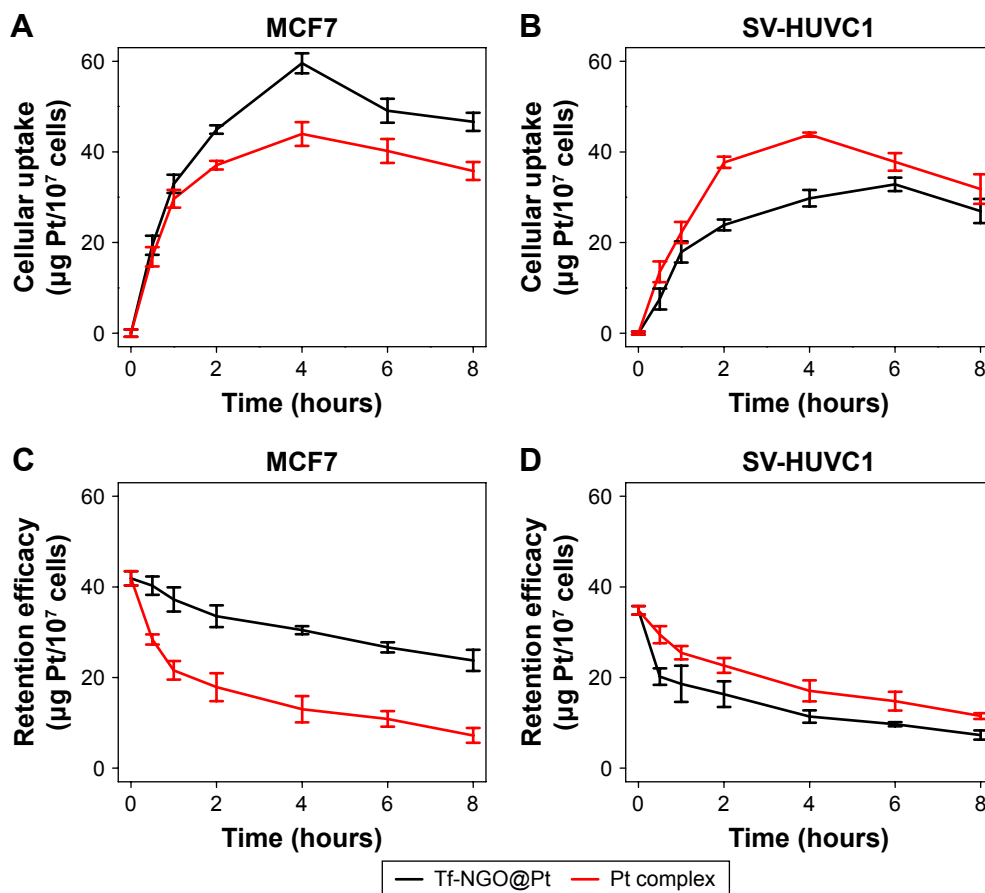 A
MCF7
Cellular uptake
(µg Pt/10⁷ cells)
60
40
20
0
0 2 4 6 8
Time (hours)
B
SV-HUVC1
Cellular uptake
(µg Pt/10⁷ cells)
60
40
20
0
0 2 4 6 8
Time (hours)
C
MCF7
Retention efficacy
(µg Pt/10⁷ cells)
60
40
20
0
0 2 4 6 8
Time (hours)
D
SV-HUVC1
Retention efficacy
(µg Pt/10⁷ cells)
60
40
20
0
0 2 4 6 8
Time (hours)
Tf-NGO@Pt Pt complex